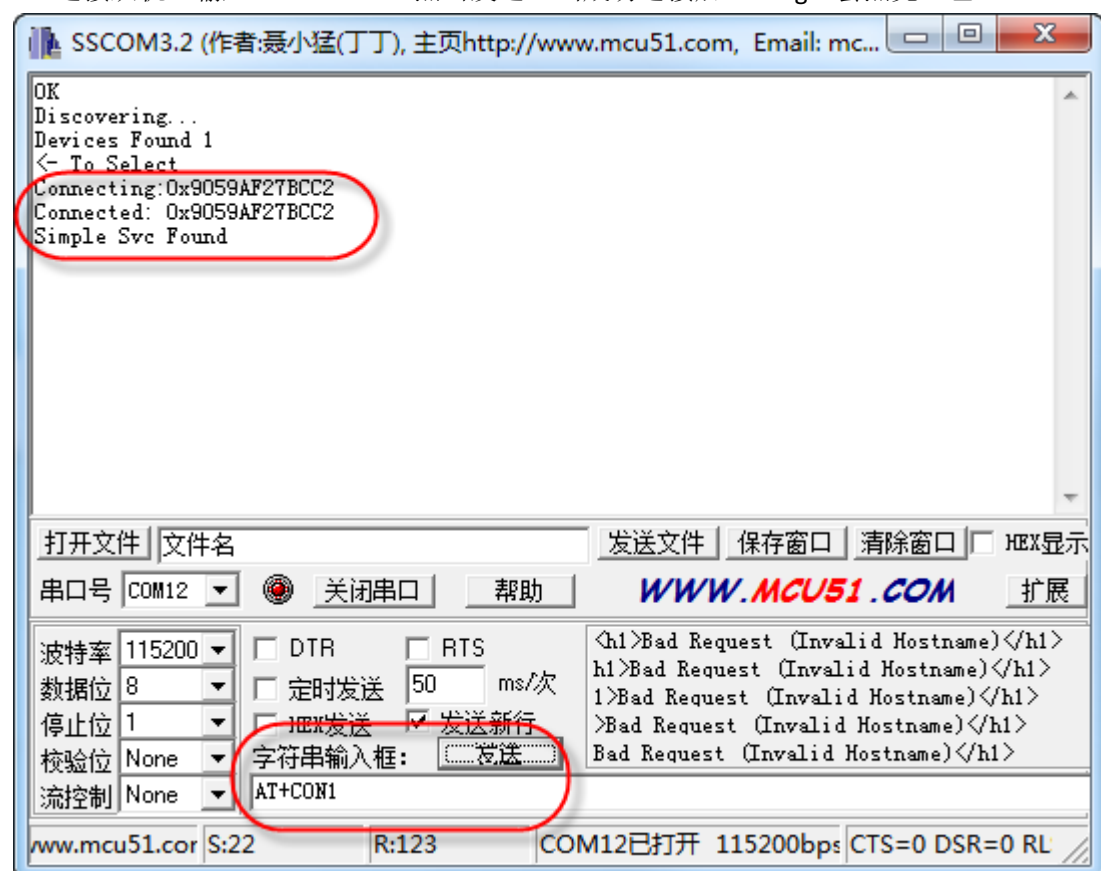 SSCOM3.2 (作者:聂小猛(丁丁), 主页http://www.mcu51.com, Email: mc...
OK
Discovering...
Devices Found 1
<- To Select
Connecting:0x9059AF27BCC2
Connected: 0x9059AF27BCC2
Simple Svc Found
打开文件 文件名 发送文件 保存窗口 清除窗口 HEX显示
串口号 COM12 关闭串口 帮助 WWW.MCU51.COM 扩展
波特率 115200 DTR RTS
数据位 8 定时发送 50 ms/次
停止位 1 HEX发送 发送新行
校验位 None 字符串输入框: 发送
流控制 None AT+CON1
<h1>Bad Request (Invalid Hostname)</h1>
h1>Bad Request (Invalid Hostname)</h1>
1>Bad Request (Invalid Hostname)</h1>
>Bad Request (Invalid Hostname)</h1>
Bad Request (Invalid Hostname)</h1>
www.mcu51.cor S:22 R:123 COM12已打开 115200bps CTS=0 DSR=0 RL